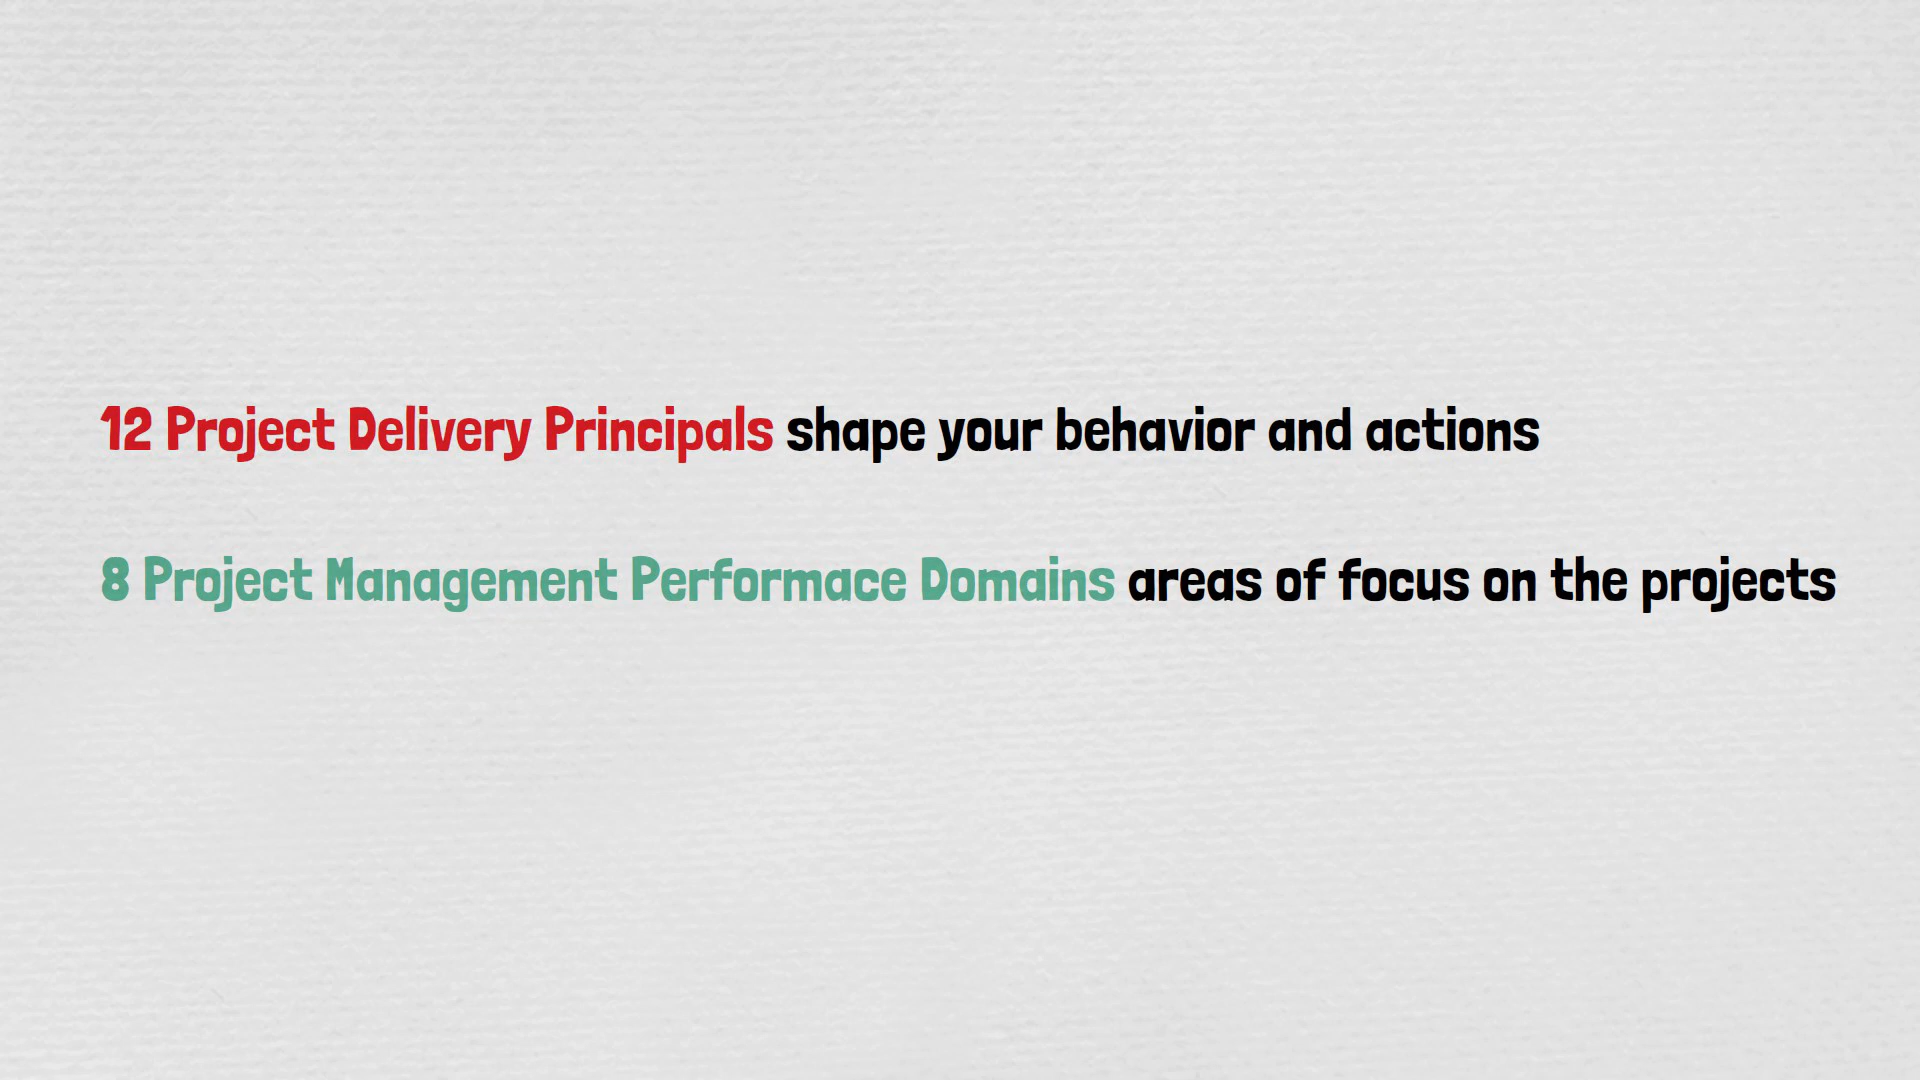 12 Project Delivery Principals shape your behavior and actions
8 Project Management Performace Domains areas of focus on the projects